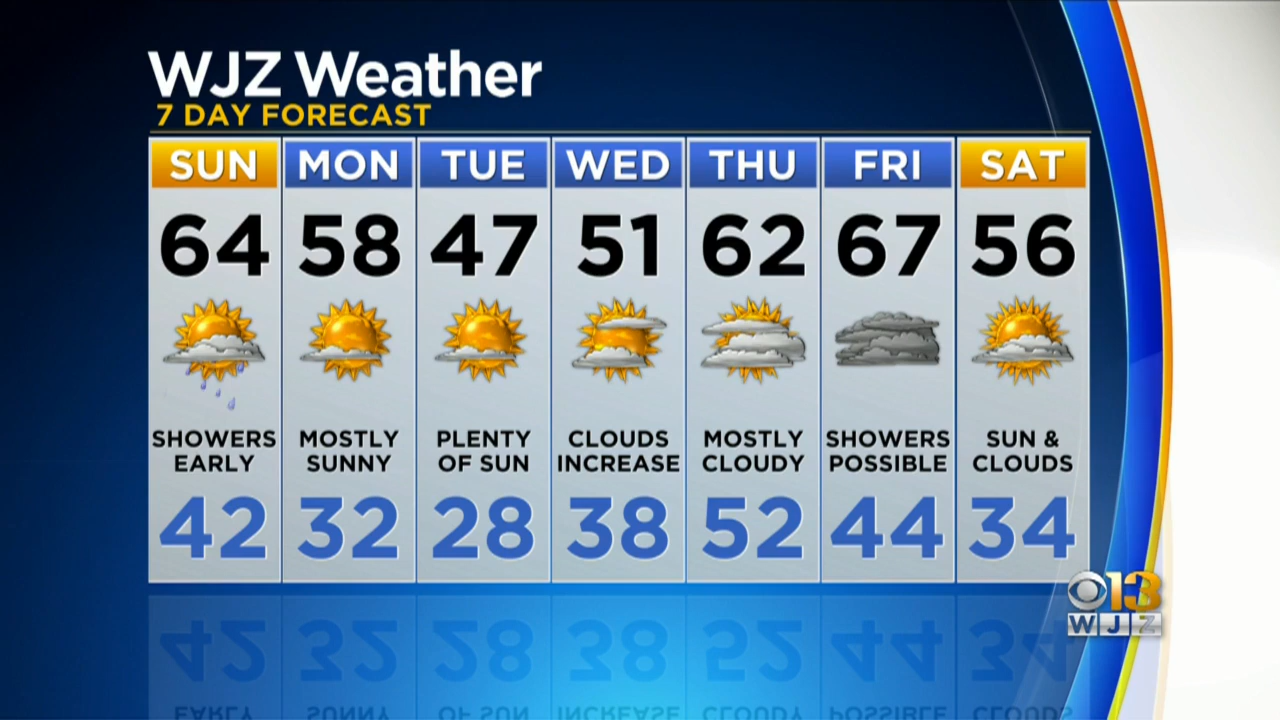 WJZ Weather
7 DAY FORECAST
SUN MON TUE WED THU FRI SAT
64 58 47 51 62 67 56
SHOWERS EARLY MOSTLY SUNNY PLENTY OF SUN CLOUDS INCREASE MOSTLY CLOUDY SHOWERS POSSIBLE SUN & CLOUDS
42 32 28 38 52 44 34
13
WJZ